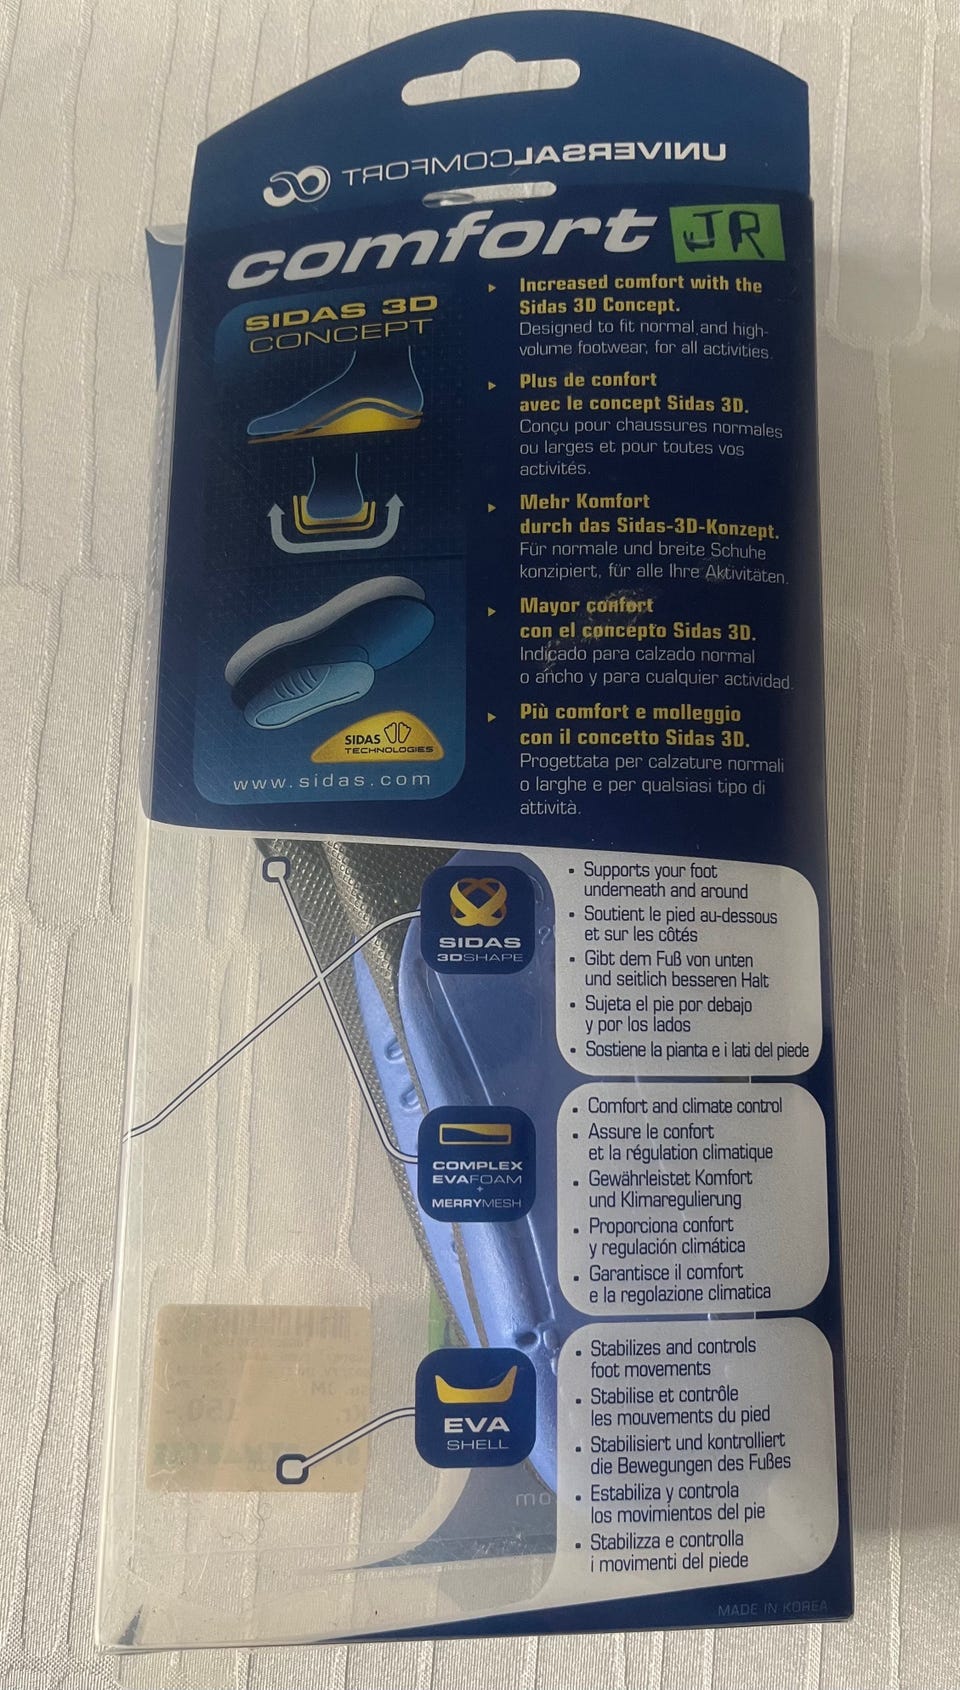 UNIVERSALCOMFORT
comfort JR
SIDAS 3D
CONCEPT
SIDAS
TECHNOLOGIES
www.sidas.com
Increased comfort with the
Sidas 3D Concept.
Designed to fit normal and high-
volume footwear, for all activities.
Plus de confort
avec le concept Sidas 3D.
Conçu pour chaussures normales
ou larges et pour toutes vos
activités.
Mehr Komfort
durch das Sidas-3D-Konzept.
Für normale und breite Schuhe
konzipiert, für alle Ihre Aktivitäten.
Mayor confort
con el concepto Sidas 3D.
Indicado para calzado normal
o ancho y para cualquier actividad.
Più comfort e molleggio
con il concetto Sidas 3D.
Progettata per calzature normali
o larghe e per qualsiasi tipo di
attività.
SIDAS
3DSHAPE
• Supports your foot
underneath and around
• Soutient le pied au-dessous
et sur les côtés
• Gibt dem Fuß von unten
und seitlich besseren Halt
• Sujeta el pie por debajo
y por los lados
• Sostiene la pianta e i lati del piede
COMPLEX
EVAFOAM
+
MERRYMESH
• Comfort and climate control
• Assure le confort
et la régulation climatique
• Gewährleistet Komfort
und Klimaregulierung
• Proporciona confort
y regulación climática
• Garantisce il comfort
e la regolazione climatica
EVA
SHELL
• Stabilizes and controls
foot movements
• Stabilise et contrôle
les mouvements du pied
• Stabilisiert und kontrolliert
die Bewegungen des Fußes
• Estabiliza y controla
los movimientos del pie
• Stabilizza e controlla
i movimenti del piede
150.-
mo
MADE IN KOREA